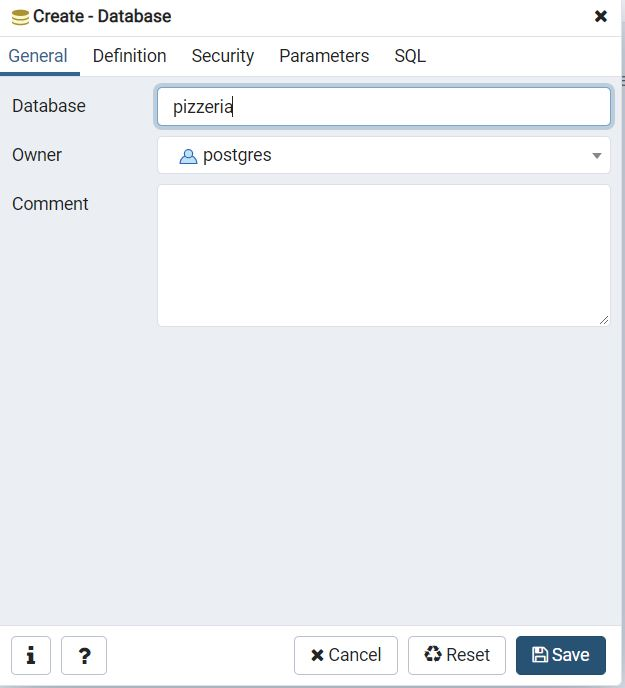 Create - Database
General Definition Security Parameters SQL
Database pizzeria
Owner postgres
Comment
i ? Cancel Reset Save